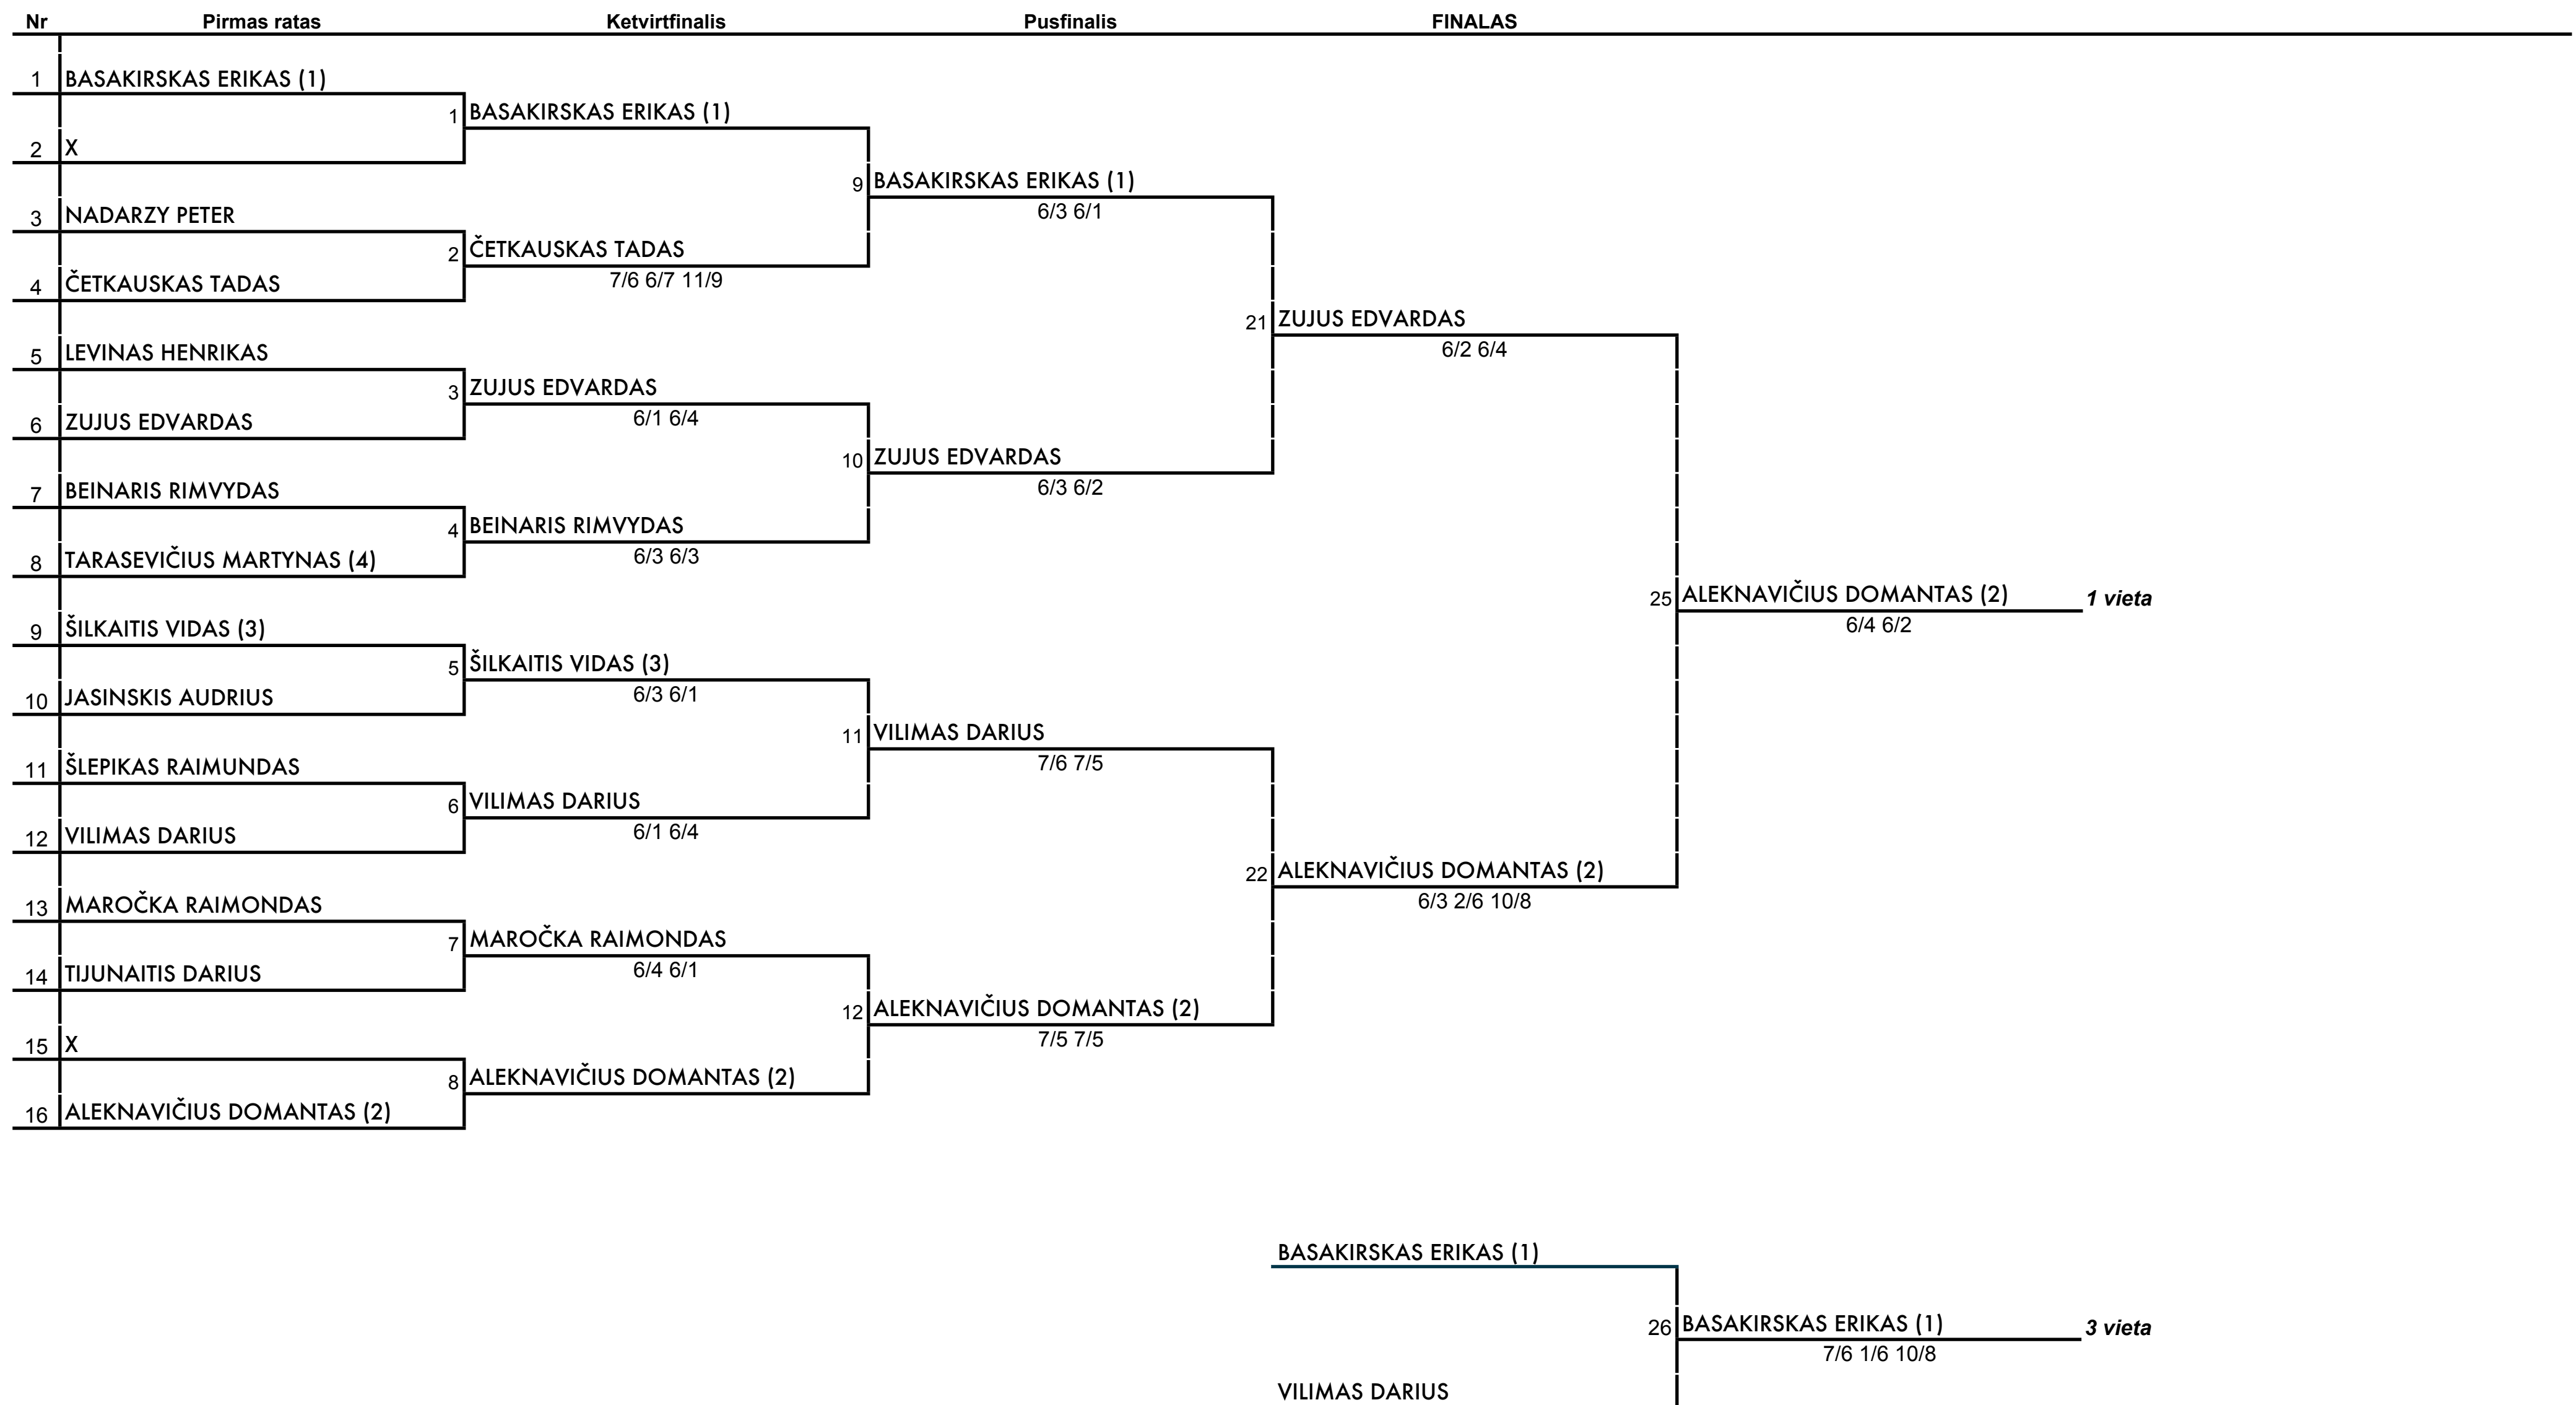 Nr Pirmas ratas Ketvirtfinalis Pusfinalis FINALAS
1 BASAKIRSKAS ERIKAS (1)
1 BASAKIRSKAS ERIKAS (1)
2 X
9 BASAKIRSKAS ERIKAS (1)
6/3 6/1
3 NADARZY PETER
2 ČETKAUSKAS TADAS
7/6 6/7 11/9
4 ČETKAUSKAS TADAS
21 ZUJUS EDVARDAS
6/2 6/4
5 LEVINAS HENRIKAS
3 ZUJUS EDVARDAS
6/1 6/4
6 ZUJUS EDVARDAS
10 ZUJUS EDVARDAS
6/3 6/2
7 BEINARIS RIMVYDAS
4 BEINARIS RIMVYDAS
6/3 6/3
8 TARASEVIČIUS MARTYNAS (4)
25 ALEKNAVIČIUS DOMANTAS (2) 1 vieta
6/4 6/2
9 ŠILKAITIS VIDAS (3)
5 ŠILKAITIS VIDAS (3)
6/3 6/1
10 JASINSKIS AUDRIUS
11 VILIMAS DARIUS
7/6 7/5
11 ŠLEPIKAS RAIMUNDAS
6 VILIMAS DARIUS
6/1 6/4
12 VILIMAS DARIUS
22 ALEKNAVIČIUS DOMANTAS (2)
6/3 2/6 10/8
13 MAROČKA RAIMONDAS
7 MAROČKA RAIMONDAS
6/4 6/1
14 TIJUNAITIS DARIUS
12 ALEKNAVIČIUS DOMANTAS (2)
7/5 7/5
15 X
8 ALEKNAVIČIUS DOMANTAS (2)
16 ALEKNAVIČIUS DOMANTAS (2)
BASAKIRSKAS ERIKAS (1)
26 BASAKIRSKAS ERIKAS (1) 3 vieta
7/6 1/6 10/8
VILIMAS DARIUS